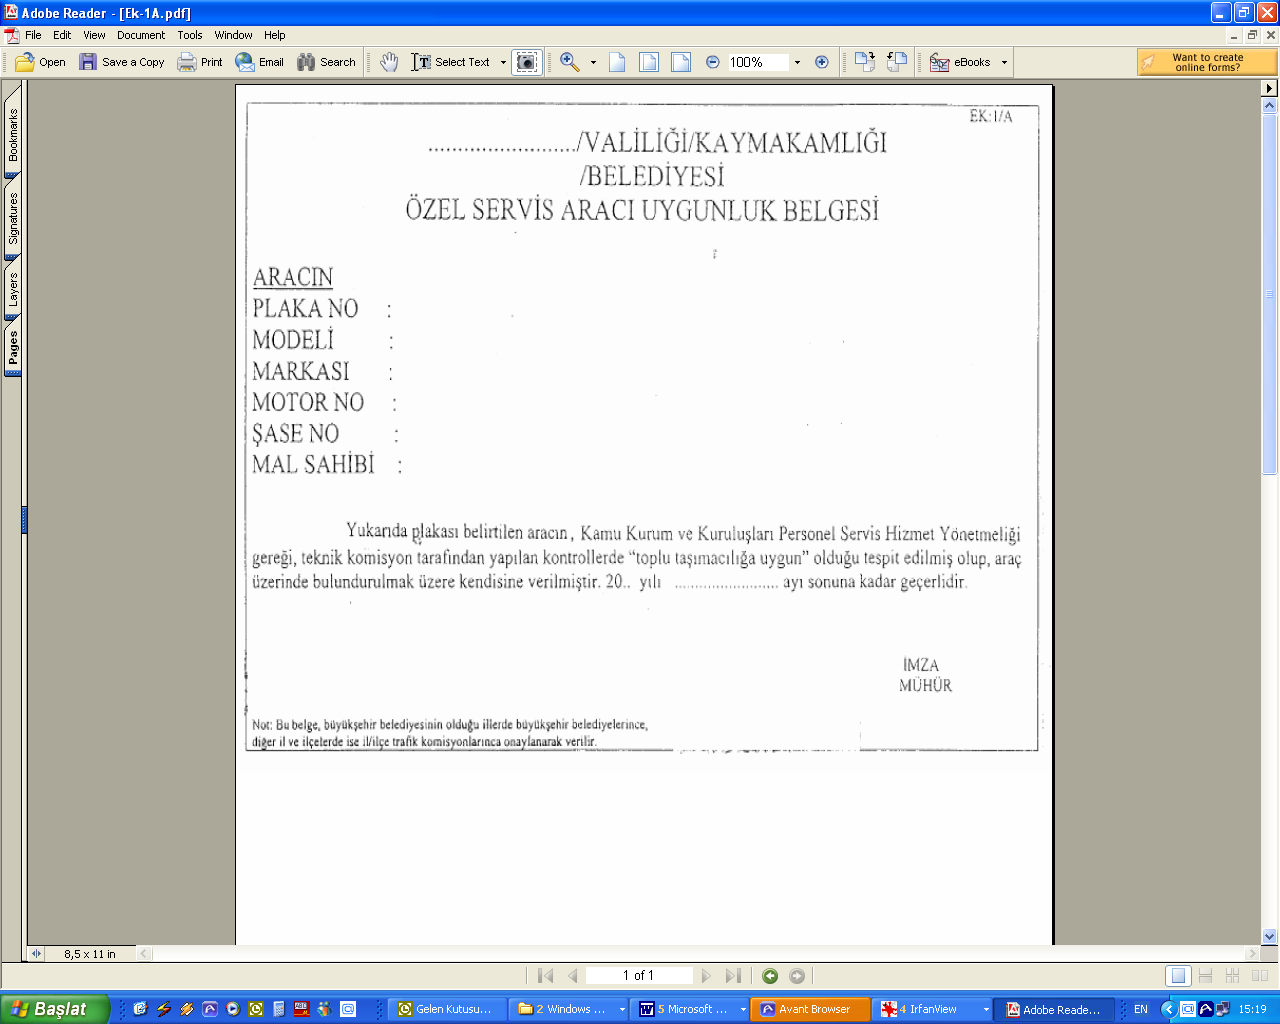 Adobe Reader - [Ek-1A.pdf]
File Edit View Document Tools Window Help
Open Save a Copy Print Email Search Select Text 100% eBooks Want to create online forms?
Bookmarks
Signatures
Layers
Pages
EK:1/A
........................./VALİLİĞİ/KAYMAKAMLIĞI
/BELEDİYESİ
ÖZEL SERVİS ARACI UYGUNLUK BELGESİ
ARACIN
PLAKA NO :
MODELİ :
MARKASI :
MOTOR NO :
ŞASE NO :
MAL SAHİBİ :
Yukarıda plakası belirtilen aracın, Kamu Kurum ve Kuruluşları Personel Servis Hizmet Yönetmeliği
gereği, teknik komisyon tarafından yapılan kontrollerde “toplu taşımacılığa uygun” olduğu tespit edilmiş olup, araç
üzerinde bulundurulmak üzere kendisine verilmiştir. 20.. yılı .......................... ayı sonuna kadar geçerlidir.
İMZA
MÜHÜR
Not: Bu belge, büyükşehir belediyesinin olduğu illerde büyükşehir belediyelerince,
diğer il ve ilçelerde ise il/ilçe trafik komisyonlarınca onaylanarak verilir.
8,5 x 11 in
1 of 1
Başlat Gelen Kutusu... 2 Windows ... 5 Microsoft ... Avant Browser 4 IrfanView Adobe Reade... EN 15:19